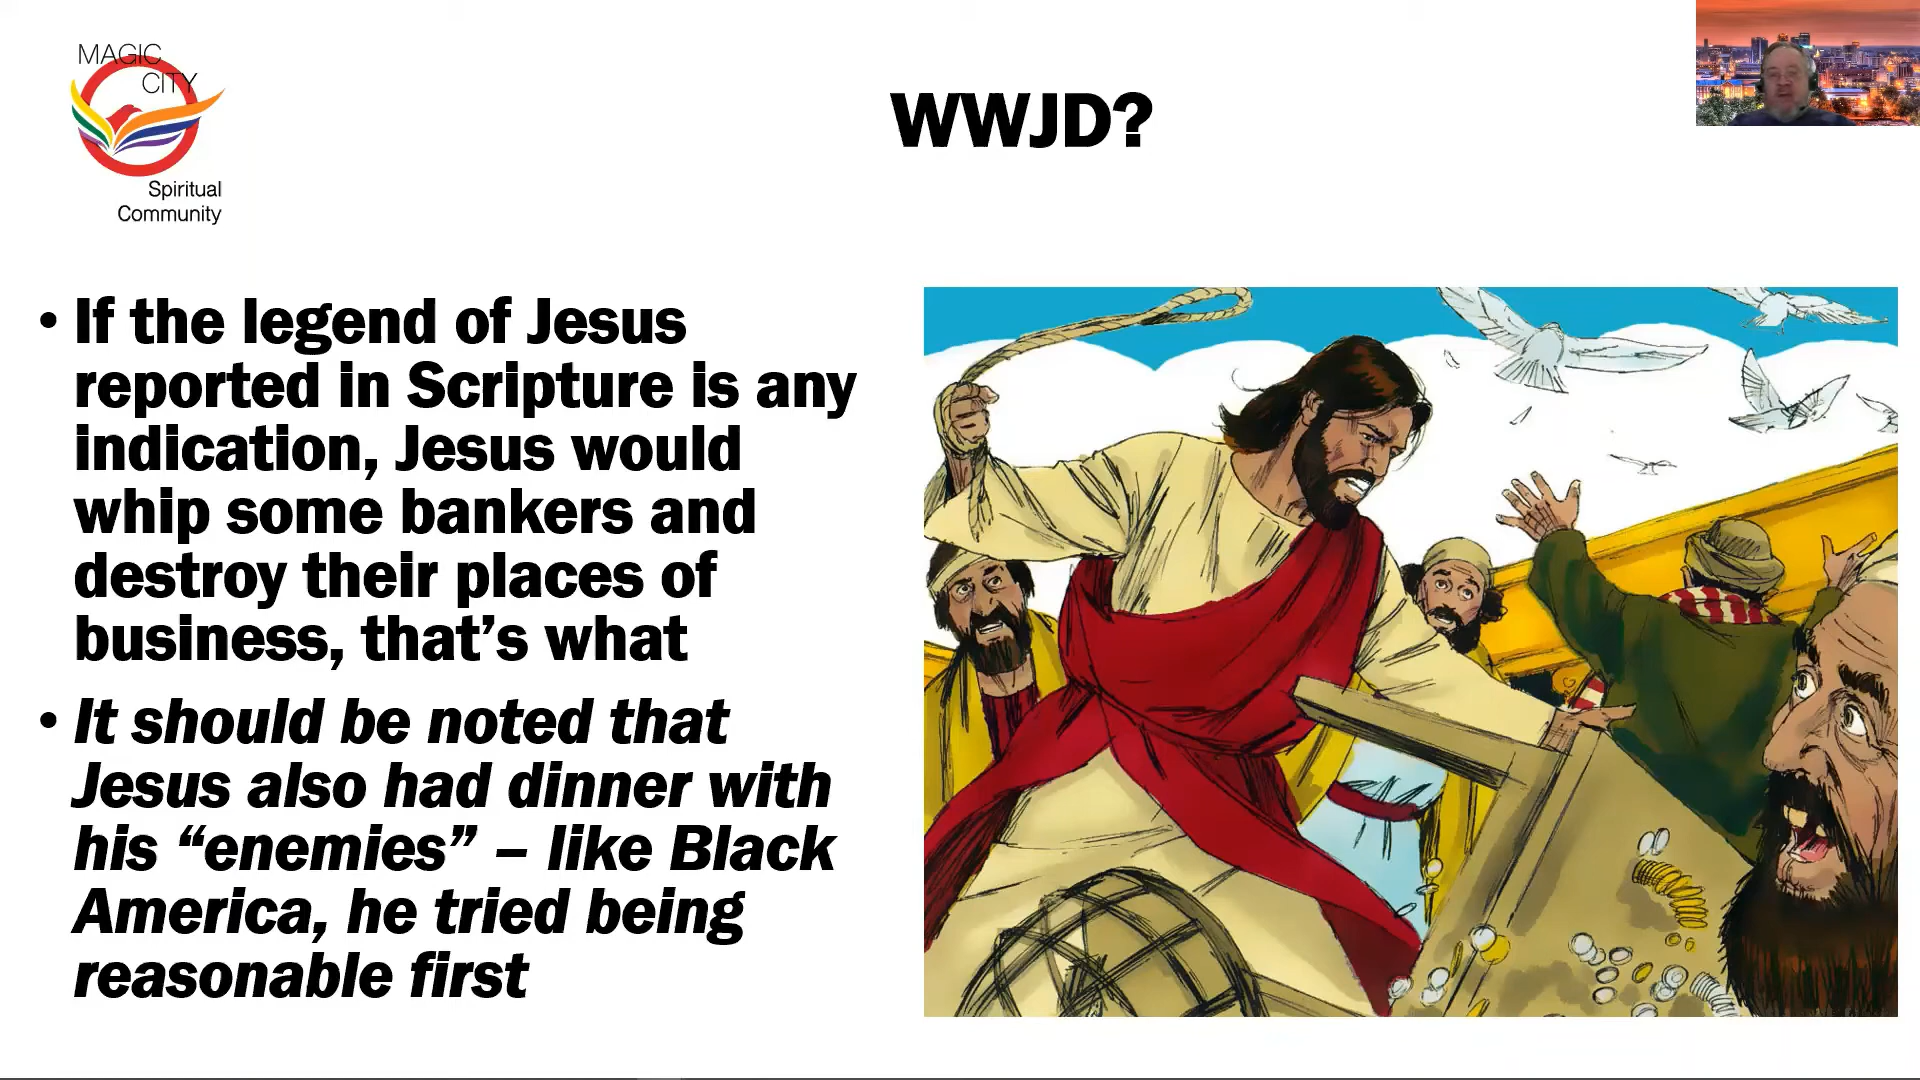 MAGIC
CITY
Spiritual
Community
WWJD?
• If the legend of Jesus
reported in Scripture is any
indication, Jesus would
whip some bankers and
destroy their places of
business, that’s what
• It should be noted that
Jesus also had dinner with
his “enemies” – like Black
America, he tried being
reasonable first